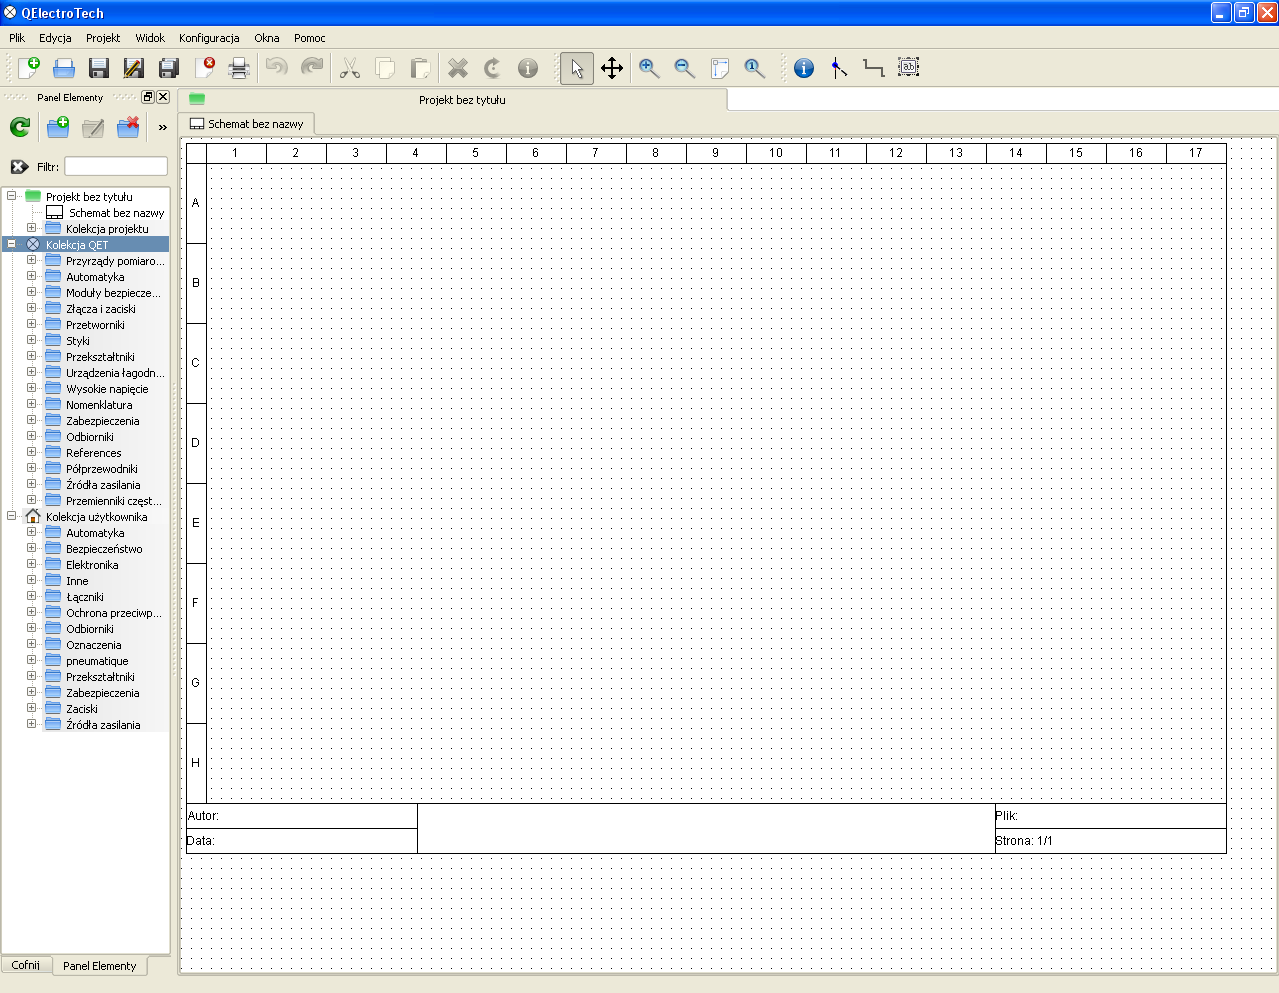 QElectroTech
Plik Edycja Projekt Widok Konfiguracja Okna Pomoc
Panel Elementy
Projekt bez tytułu
Schemat bez nazwy
»
Filtr:
Projekt bez tytułu
Schemat bez nazwy
Kolekcja projektu
Kolekcja QET
Przyrządy pomiaro...
Automatyka
Moduły bezpiecze...
Złącza i zaciski
Przetworniki
Styki
Przekształtniki
Urządzenia łagodn...
Wysokie napięcie
Nomenklatura
Zabezpieczenia
Odbiorniki
References
Półprzewodniki
Źródła zasilania
Przemienniki częst...
Kolekcja użytkownika
Automatyka
Bezpieczeństwo
Elektronika
Inne
Łączniki
Ochrona przeciwp...
Odbiorniki
Oznaczenia
pneumatique
Przekształtniki
Zabezpieczenia
Zaciski
Źródła zasilania
Cofnij Panel Elementy
1 2 3 4 5 6 7 8 9 10 11 12 13 14 15 16 17
A
B
C
D
E
F
G
H
Autor:
Data:
Plik:
Strona: 1/1